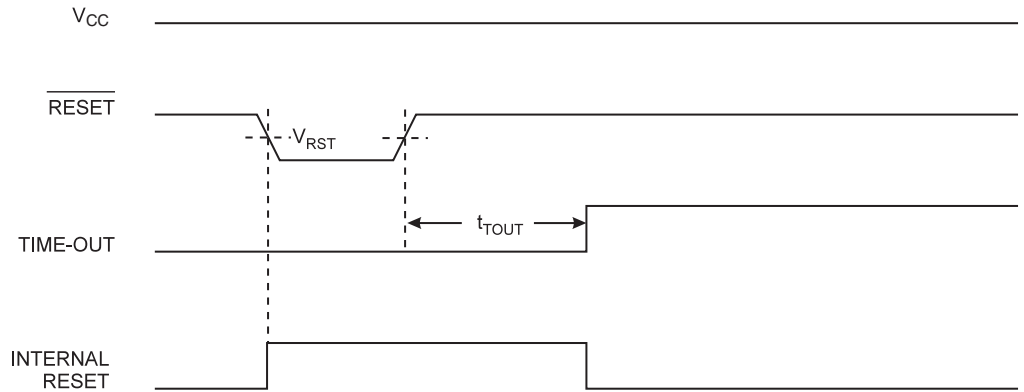 VCC
RESET
VRST
tTOUT
TIME-OUT
INTERNAL
RESET